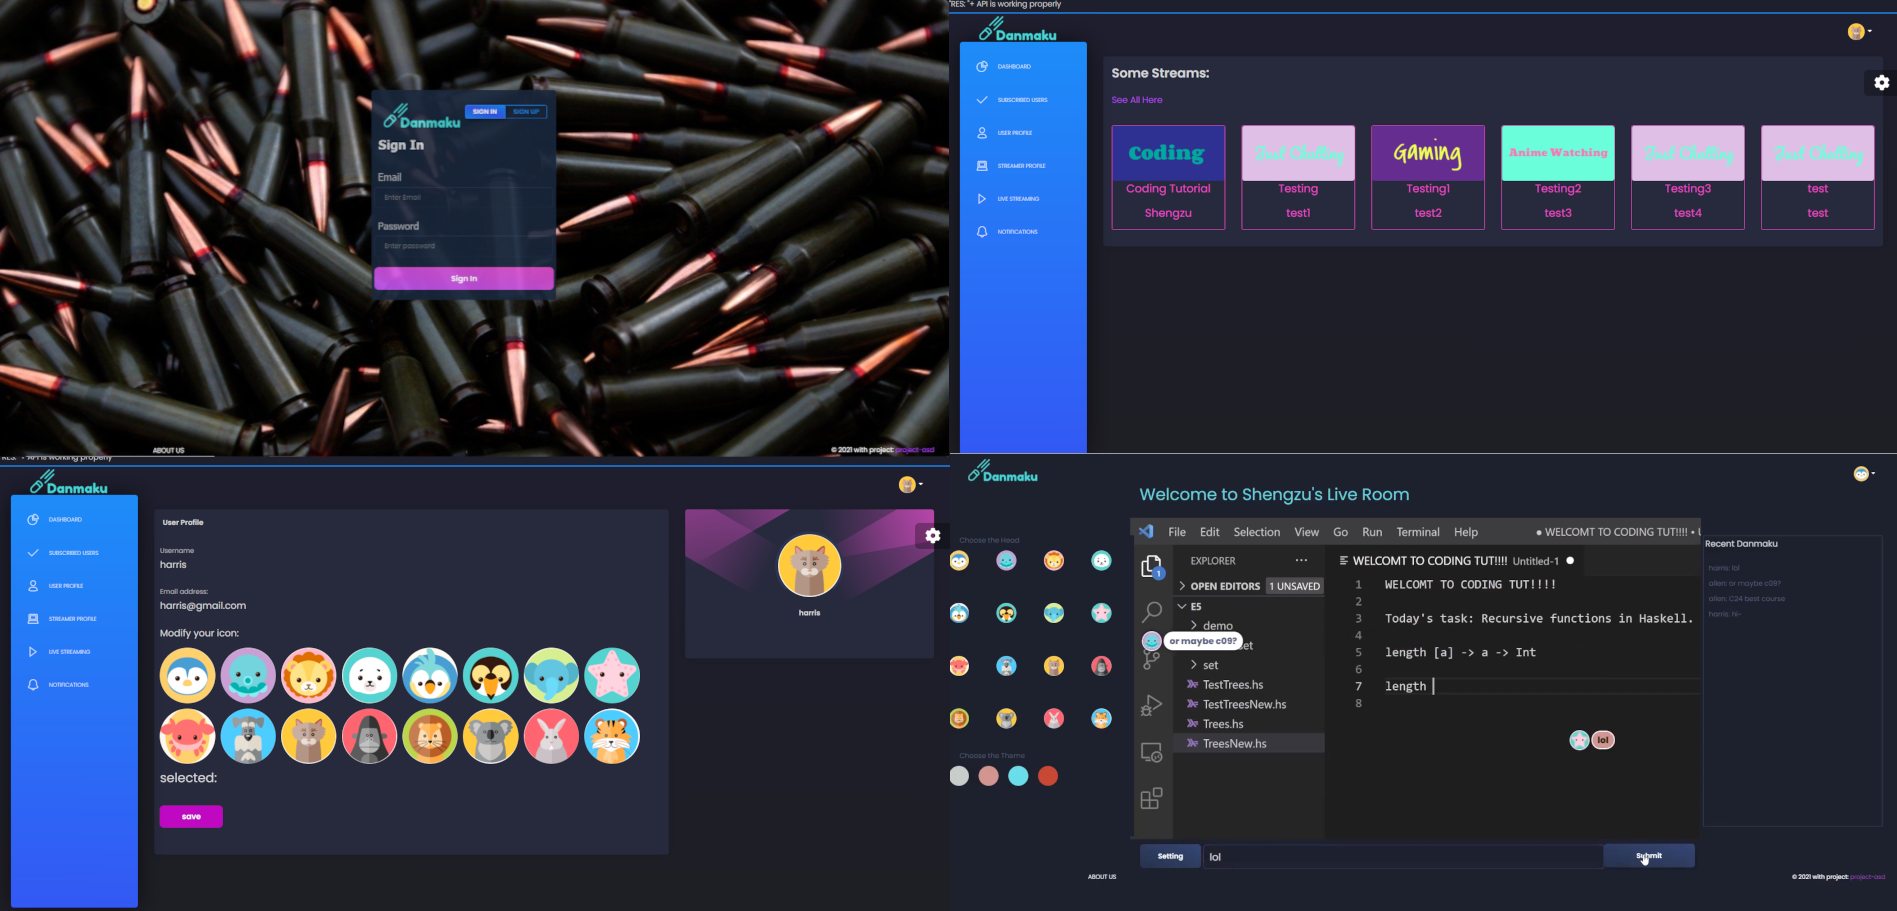 Danmaku
SIGN IN
SIGN UP
Sign In
Email
Enter Email
Password
Enter password
Sign In
ABOUT US
© 2021 with project: project-asd
"RES: "+ API is working properly
Danmaku
DASHBOARD
SUBSCRIBED USERS
USER PROFILE
STREAMER PROFILE
LIVE STREAMING
NOTIFICATIONS
Some Streams:
See All Here
Coding
Coding Tutorial
Shengzu
Just Chatting
Testing
test1
Gaming
Testing1
test2
Anime Watching
Testing2
test3
Just Chatting
Testing3
test4
Just Chatting
test
test
"RES: "+ API is working properly
Danmaku
DASHBOARD
SUBSCRIBED USERS
USER PROFILE
STREAMER PROFILE
LIVE STREAMING
NOTIFICATIONS
User Profile
Username
harris
Email address:
harris@gmail.com
Modify your icon:
selected:
save
harris
Danmaku
Welcome to Shengzu's Live Room
Choose the Head
Choose the Theme
File Edit Selection View Go Run Terminal Help
● WELCOMT TO CODING TUT!!!! •
EXPLORER ···
OPEN EDITORS 1 UNSAVED
E5
demo
set
set
TestTrees.hs
TestTreesNew.hs
Trees.hs
TreesNew.hs
1
or maybe c09?
WELCOMT TO CODING TUT!!!! Untitled-1 ●
1 WELCOMT TO CODING TUT!!!!
2
3 Today's task: Recursive functions in Haskell.
4
5 length [a] -> a -> Int
6
7 length
8
lol
Recent Danmaku
harris: lol
allen: or maybe c09?
allen: C24 best course
harris: hi~
Setting
lol
Submit
ABOUT US
© 2021 with project: project-asd